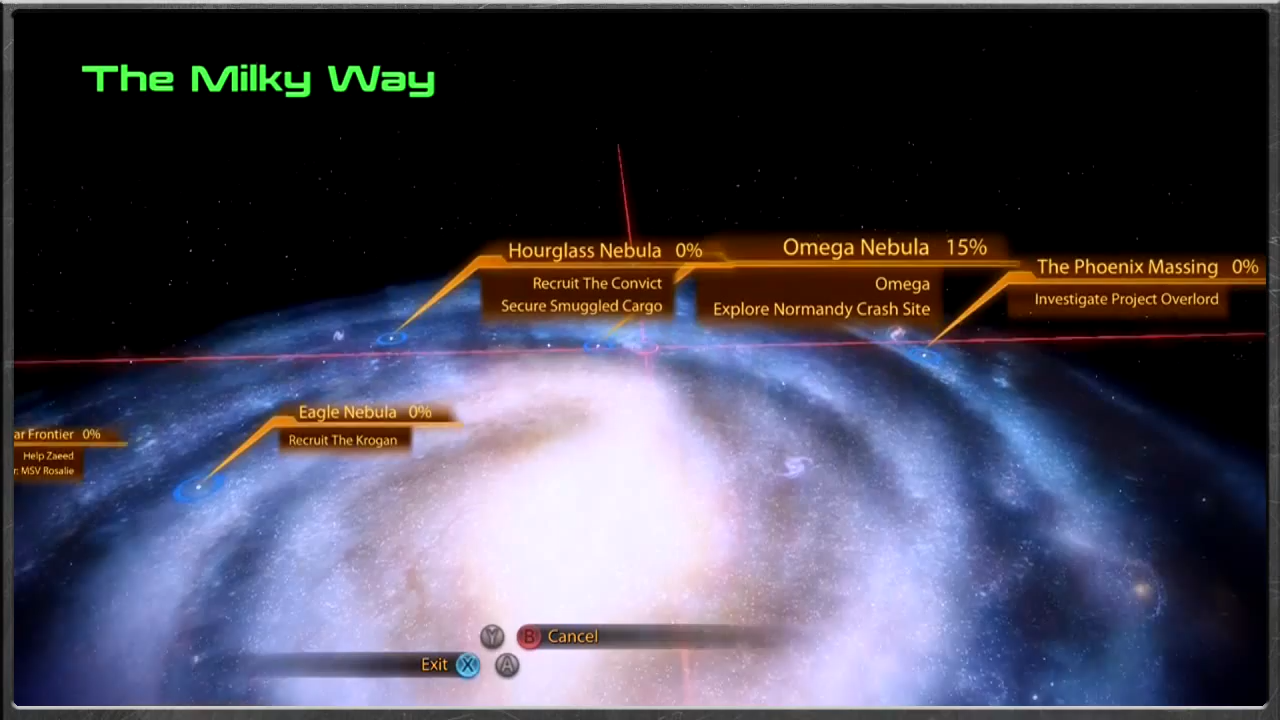 The Milky Way
Hourglass Nebula 0%
Recruit The Convict
Secure Smuggled Cargo
Omega Nebula 15%
Omega
Explore Normandy Crash Site
The Phoenix Massing 0%
Investigate Project Overlord
Eagle Nebula 0%
Recruit The Krogan
ar Frontier 0%
Help Zaeed
r: MSV Rosalie
Y B Cancel
Exit X A